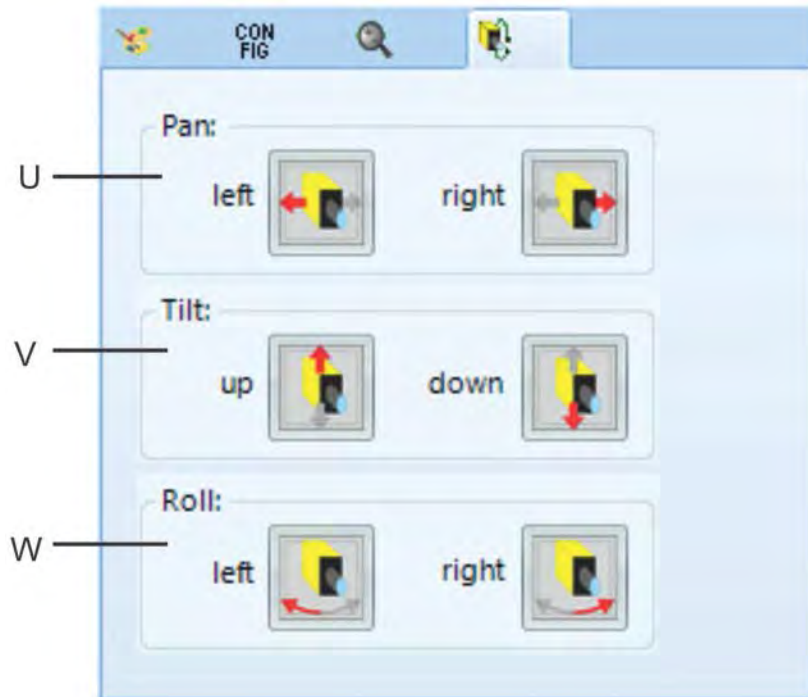 CON
FIG
Pan:
U
left right
Tilt:
V
up down
Roll:
W
left right